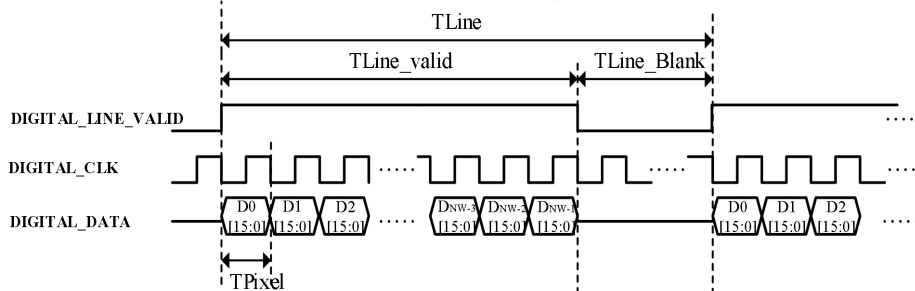 TLine
TLine_valid TLine_Blank
DIGITAL_LINE_VALID ·····
DIGITAL_CLK ····· ····· ·····
D0 D1 D2 DNW-3 DNW-2 DNW-1 D0 D1 D2
DIGITAL_DATA ····· ·····
[15:0] [15:0] [15:0] [15:0] [15:0] [15:0] [15:0] [15:0] [15:0]
TPixel